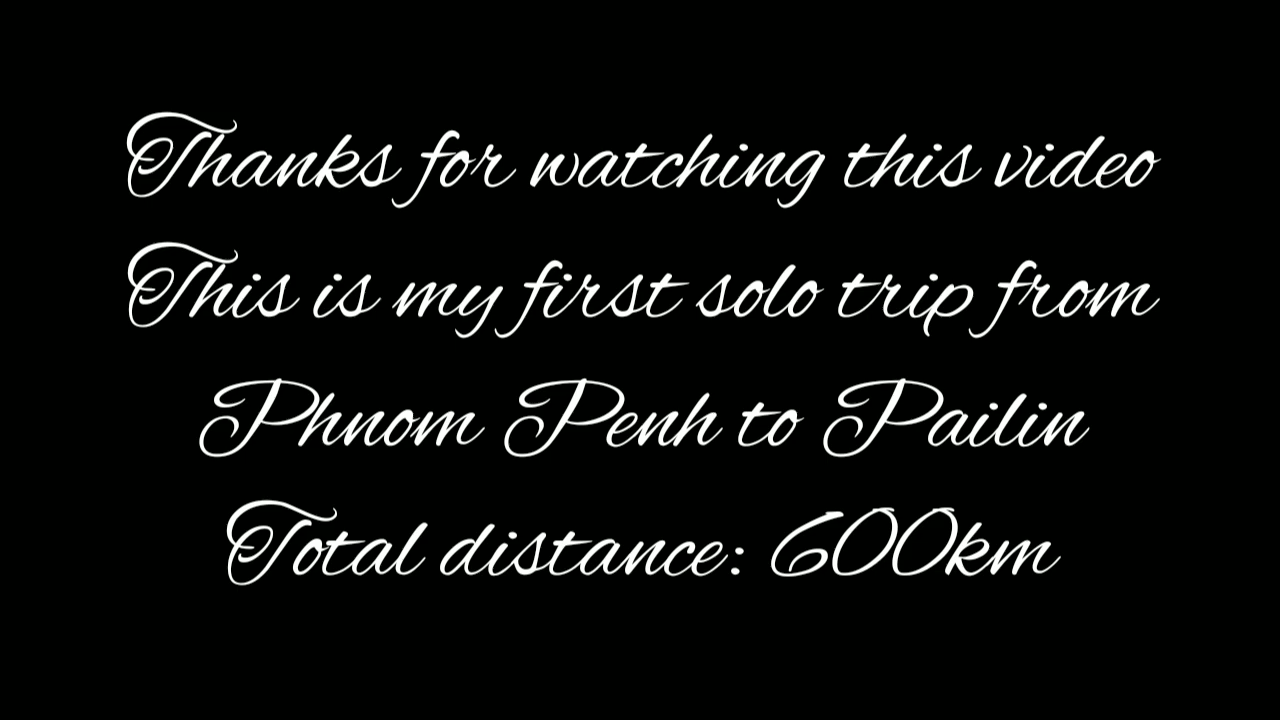 Thanks for watching this video
This is my first solo trip from
Phnom Penh to Pailin
Total distance: 600km